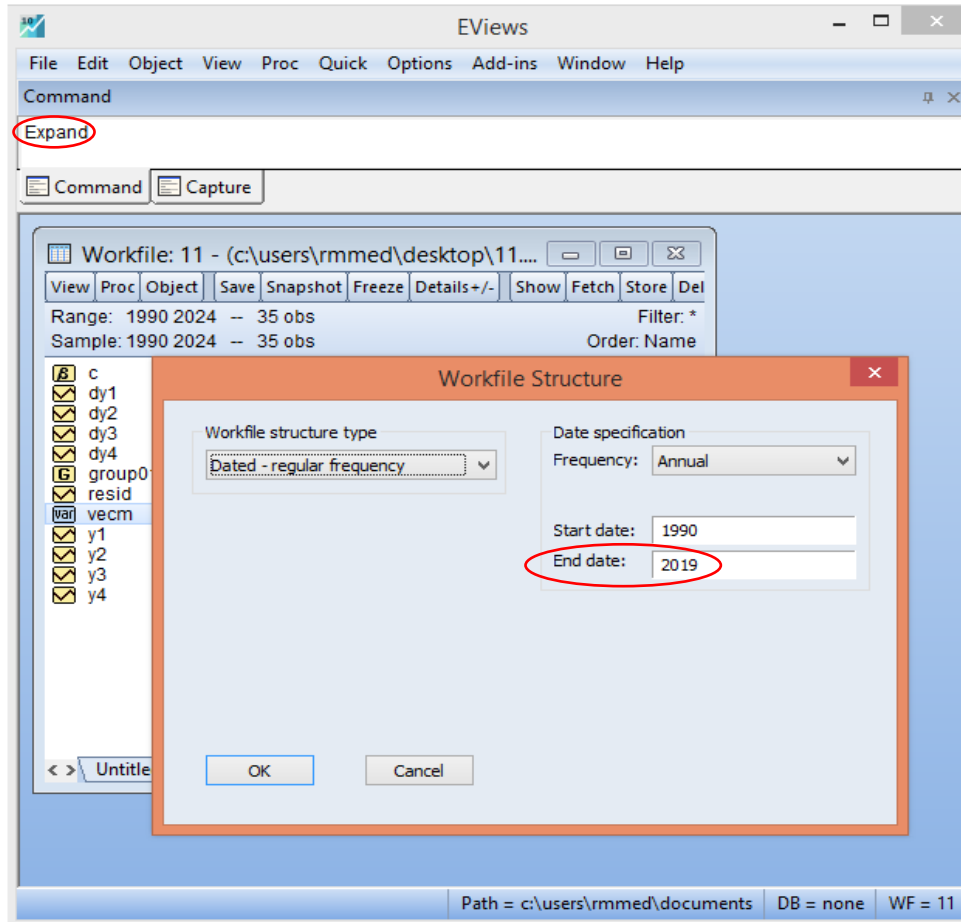 10
EViews
File Edit Object View Proc Quick Options Add-ins Window Help
Command
Expand
Command Capture
Workfile: 11 - (c:\users\rmmed\desktop\11....
View Proc Object Save Snapshot Freeze Details+/- Show Fetch Store Del
Range: 1990 2024 -- 35 obs Filter: *
Sample: 1990 2024 -- 35 obs Order: Name
β c
dy1
dy2
dy3
dy4
G group0
resid
var vecm
y1
y2
y3
y4
< > Untitle
Workfile Structure
Workfile structure type
Dated - regular frequency
Date specification
Frequency: Annual
Start date: 1990
End date: 2019
OK Cancel
Path = c:\users\rmmed\documents DB = none WF = 11